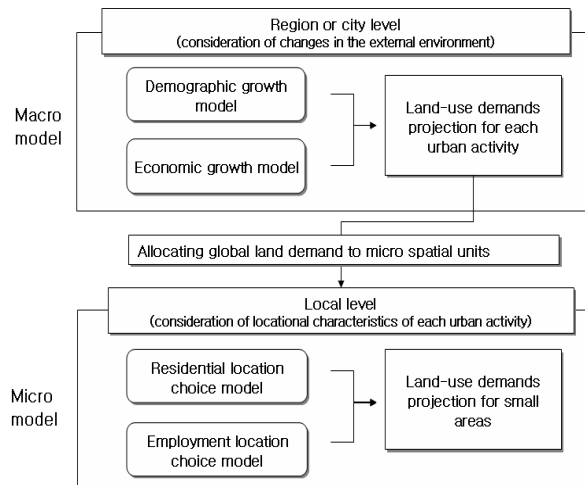 Region or city level
(consideration of changes in the external environment)
Macro
model
Demographic growth
model
Economic growth model
Land-use demands
projection for each
urban activity
Allocating global land demand to micro spatial units
Local level
(consideration of locational characteristics of each urban activity)
Micro
model
Residential location
choice model
Employment location
choice model
Land-use demands
projection for small
areas